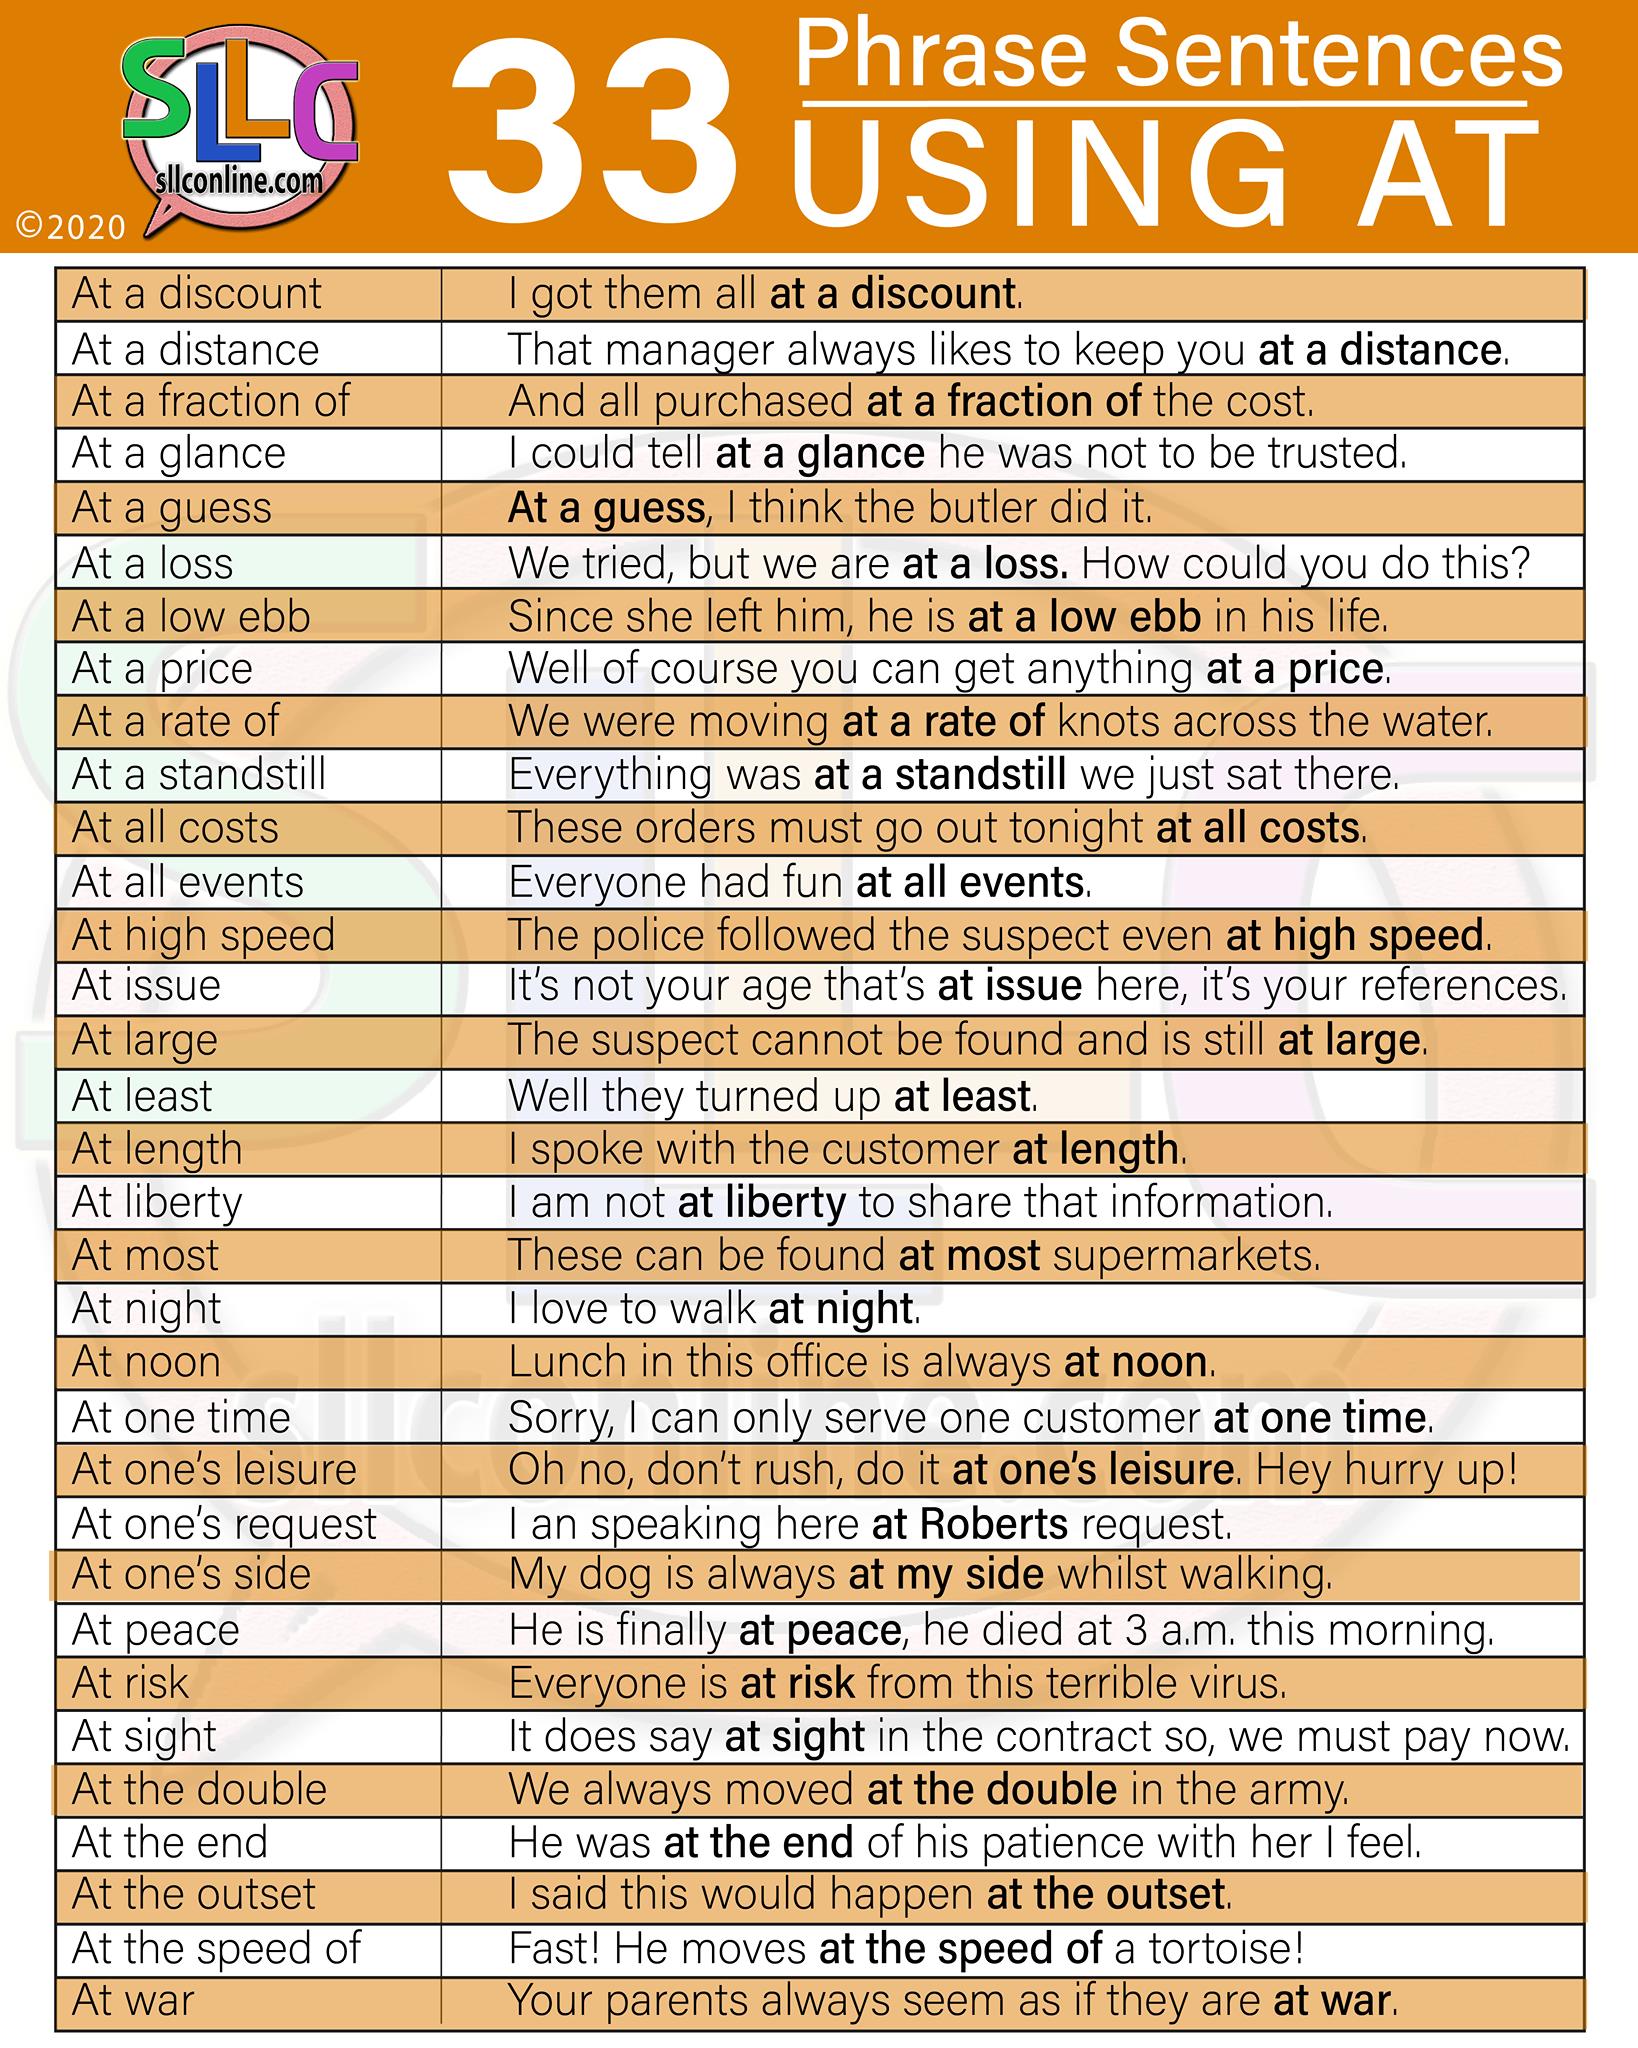 SLLC
sllconline.com
©2020
33
Phrase Sentences
USING AT
At a discount I got them all at a discount.
At a distance That manager always likes to keep you at a distance.
At a fraction of And all purchased at a fraction of the cost.
At a glance I could tell at a glance he was not to be trusted.
At a guess At a guess, I think the butler did it.
At a loss We tried, but we are at a loss. How could you do this?
At a low ebb Since she left him, he is at a low ebb in his life.
At a price Well of course you can get anything at a price.
At a rate of We were moving at a rate of knots across the water.
At a standstill Everything was at a standstill we just sat there.
At all costs These orders must go out tonight at all costs.
At all events Everyone had fun at all events.
At high speed The police followed the suspect even at high speed.
At issue It's not your age that's at issue here, it's your references.
At large The suspect cannot be found and is still at large.
At least Well they turned up at least.
At length I spoke with the customer at length.
At liberty I am not at liberty to share that information.
At most These can be found at most supermarkets.
At night I love to walk at night.
At noon Lunch in this office is always at noon.
At one time Sorry, I can only serve one customer at one time.
At one's leisure Oh no, don't rush, do it at one's leisure. Hey hurry up!
At one's request I an speaking here at Roberts request.
At one's side My dog is always at my side whilst walking.
At peace He is finally at peace, he died at 3 a.m. this morning.
At risk Everyone is at risk from this terrible virus.
At sight It does say at sight in the contract so, we must pay now.
At the double We always moved at the double in the army.
At the end He was at the end of his patience with her I feel.
At the outset I said this would happen at the outset.
At the speed of Fast! He moves at the speed of a tortoise!
At war Your parents always seem as if they are at war.